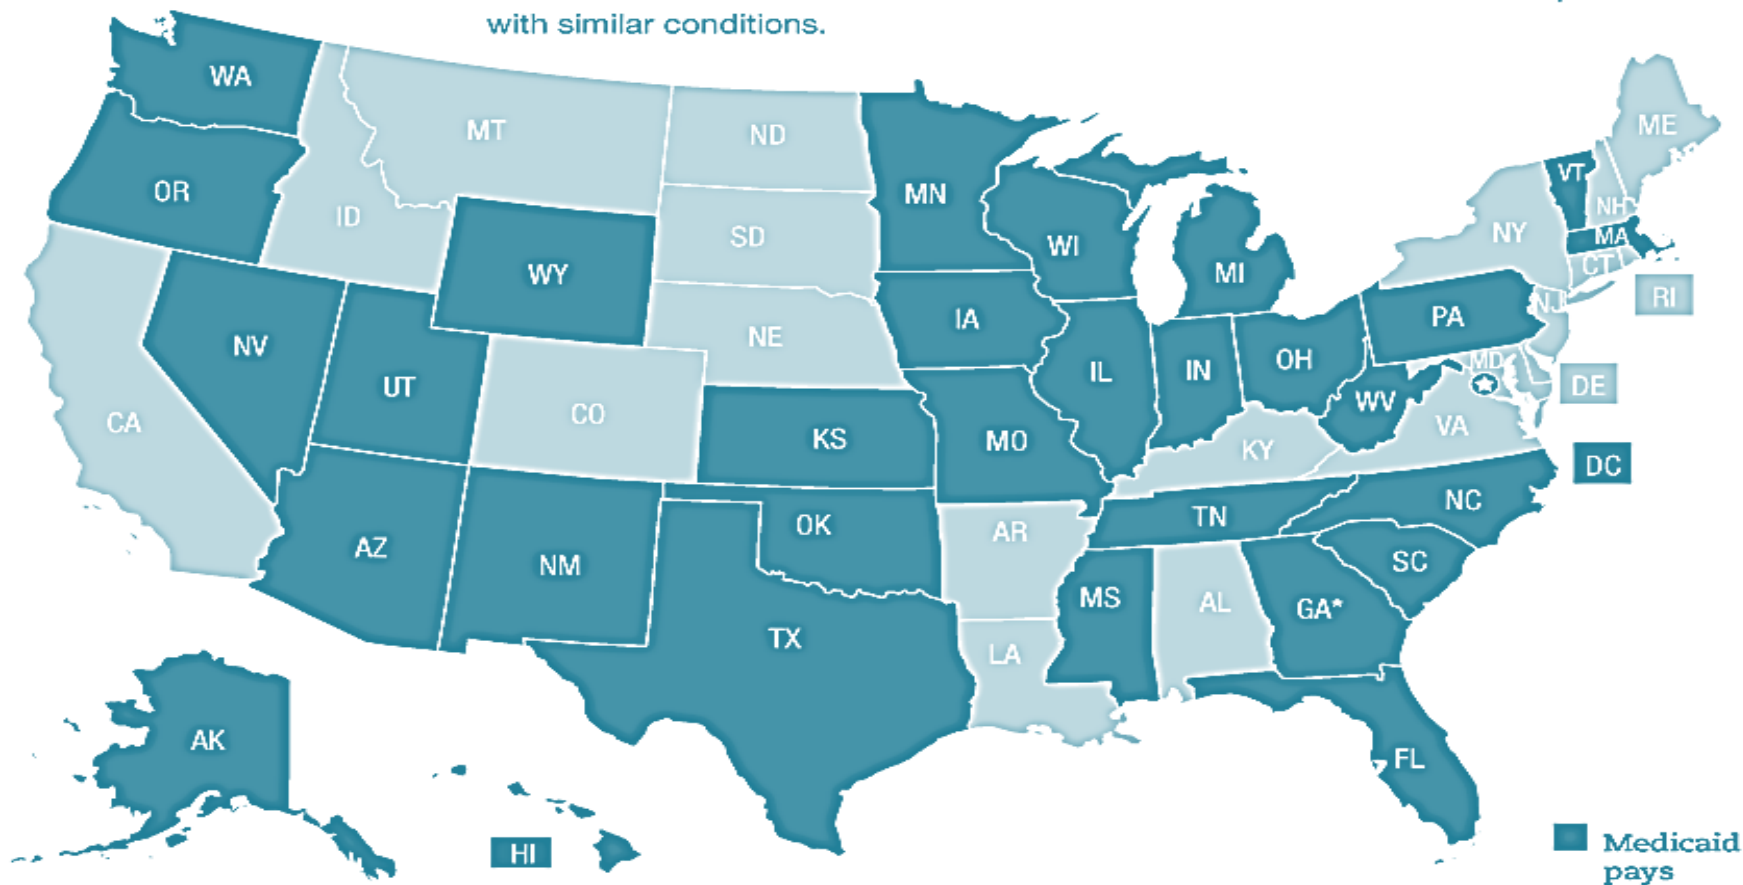 with similar conditions.
WA
MT
ND
ME
OR
MN
VT
ID
NH
SD
NY
WI
MA
WY
MI
CT
RI
NJ
IA
PA
NV
NE
MD
OH
UT
IL
IN
DE
CA
CO
WV
VA
KS
MO
KY
DC
NC
TN
OK
AR
AZ
SC
NM
MS
AL
GA*
TX
LA
AK
FL
HI
Medicaid
pays